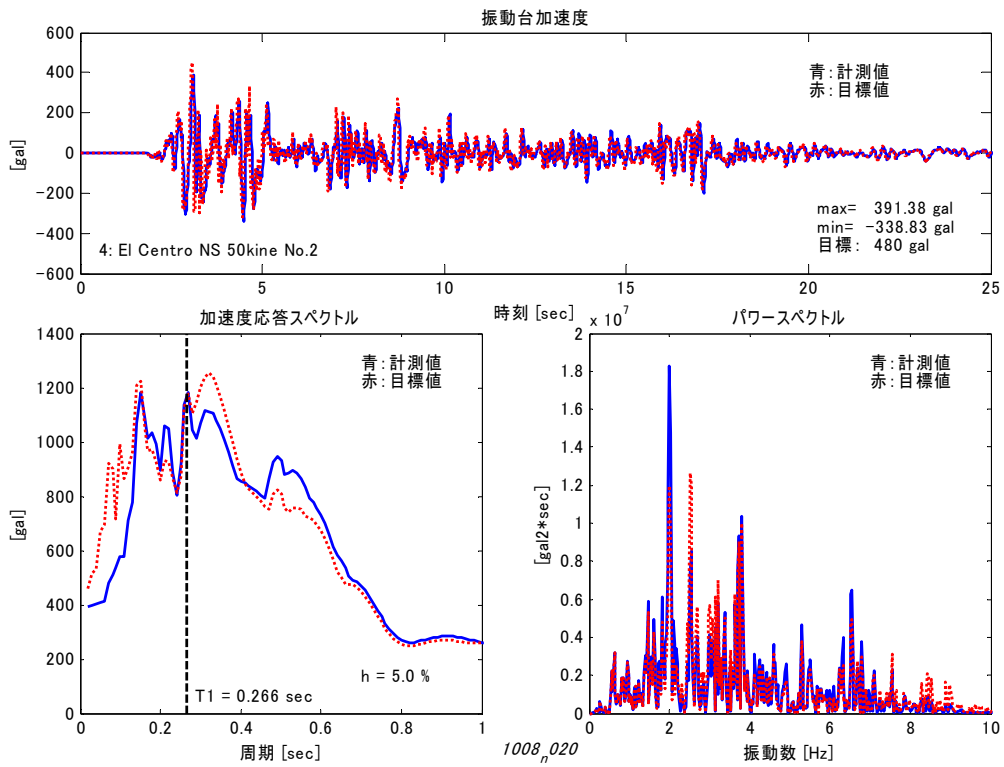 振動台加速度
600
400
200
0
−200
−400
−600
[gal]
青：計測値
赤：目標値
max= 391.38 gal
min= −338.83 gal
目標： 480 gal
4: El Centro NS 50kine No.2
0 5 10 15 20 25
時刻 [sec]
加速度応答スペクトル
1400
1200
1000
800
600
400
200
0
[gal]
青：計測値
赤：目標値
h = 5.0 %
T1 = 0.266 sec
0 0.2 0.4 0.6 0.8 1
周期 [sec]
1008_n020
x 10^7
パワースペクトル
2
1.8
1.6
1.4
1.2
1
0.8
0.6
0.4
0.2
0
[gal2*sec]
青：計測値
赤：目標値
0 2 4 6 8 10
振動数 [Hz]